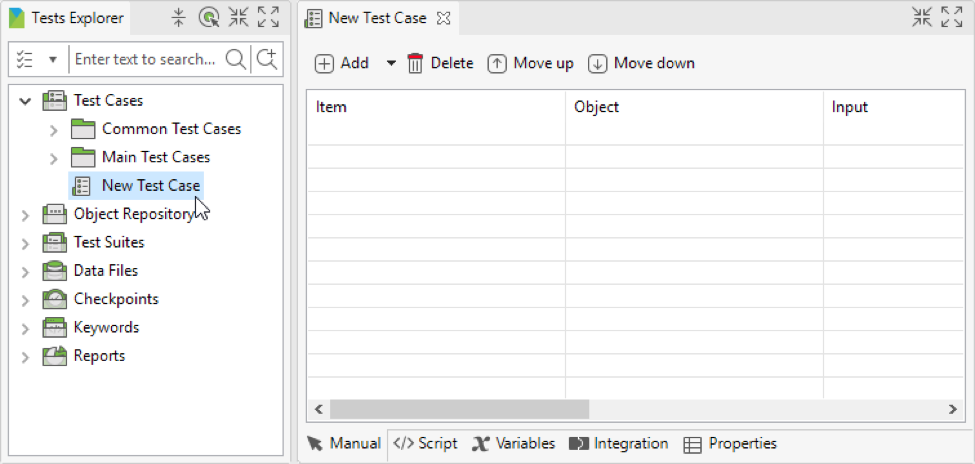 Tests Explorer
Enter text to search...
Test Cases
Common Test Cases
Main Test Cases
New Test Case
Object Repository
Test Suites
Data Files
Checkpoints
Keywords
Reports
New Test Case
Add Delete Move up Move down
Item Object Input
Manual </> Script Variables Integration Properties